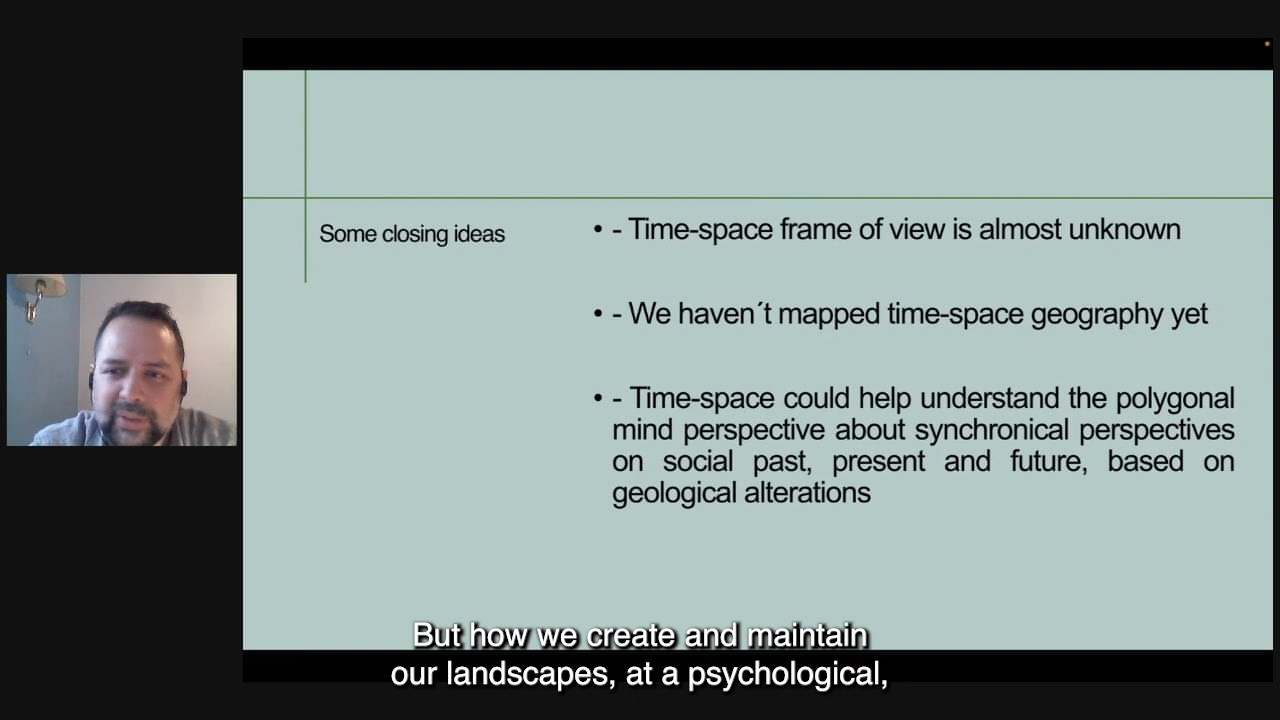 Some closing ideas
• - Time-space frame of view is almost unknown
• - We haven´t mapped time-space geography yet
• - Time-space could help understand the polygonal
mind perspective about synchronical perspectives
on social past, present and future, based on
geological alterations
But how we create and maintain
our landscapes, at a psychological,